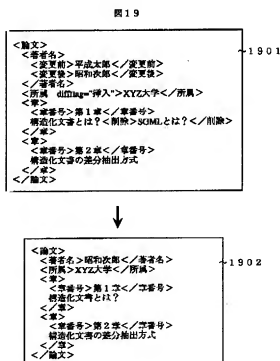 図19
<論文>
<著者名>
<変更前>平成太郎</変更前>
<変更後>昭和次郎</変更後>
</著者名>
<所属 difftag="挿入">XYZ大学</所属>
<章>
<章番号>第1章</章番号>
構造化文書とは?<削除>SGMLとは?</削除>
</章>
<章>
<章番号>第2章</章番号>
構造化文書の差分抽出方式
</章>
</論文>
1901
<論文>
<著者名>昭和次郎</著者名>
<所属>XYZ大学</所属>
<章>
<章番号>第1章</章番号>
構造化文書とは?
</章>
<章>
<章番号>第2章</章番号>
構造化文書の差分抽出方式
</章>
</論文>
1902